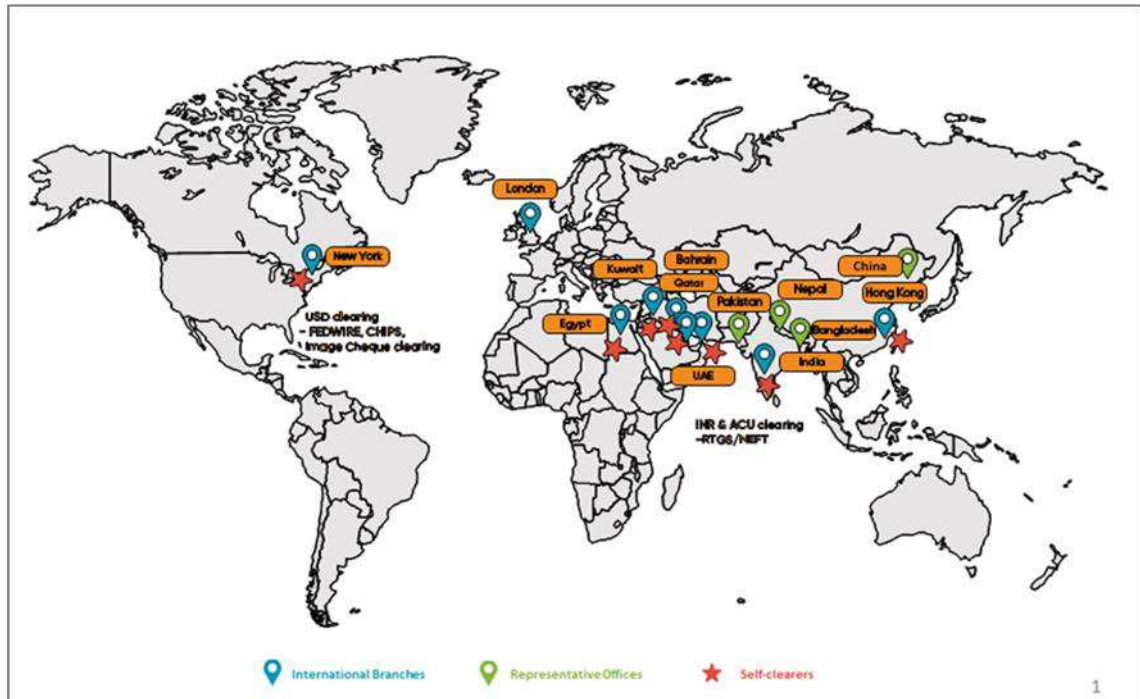 London
New York
Kuwait
Bahrain
Qatar
China
Nepal
Hong Kong
Pakistan
Egypt
Bangladesh
India
UAE
USD clearing
- FEDWIRE, CHIPS,
Image Cheque clearing
INR & ACU clearing
-RTGS/NEFT
International Branches
Representative Offices
Self-clearers
1